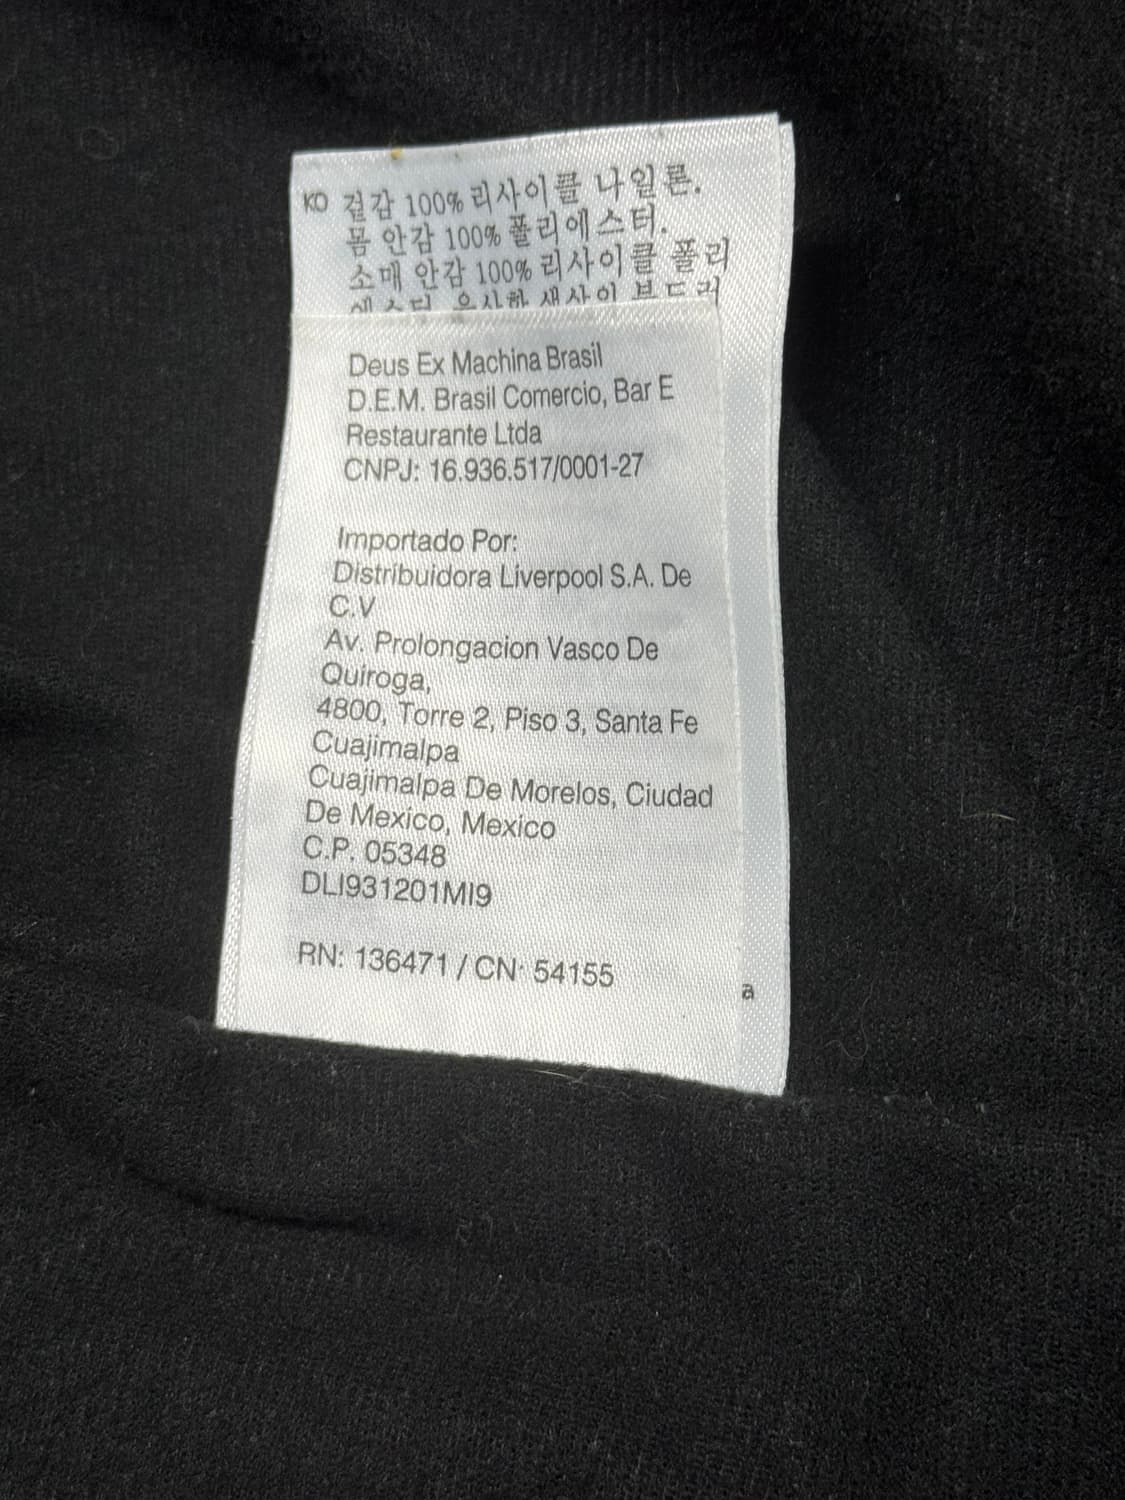 KO 겉감 100% 리사이클 나일론.
몸 안감 100% 폴리에스터.
소매 안감 100% 리사이클 폴리
Deus Ex Machina Brasil
D.E.M. Brasil Comercio, Bar E
Restaurante Ltda
CNPJ: 16.936.517/0001-27
Importado Por:
Distribuidora Liverpool S.A. De
C.V
Av. Prolongacion Vasco De
Quiroga,
4800, Torre 2, Piso 3, Santa Fe
Cuajimalpa
Cuajimalpa De Morelos, Ciudad
De Mexico, Mexico
C.P. 05348
DLI931201MI9
RN: 136471 / CN: 54155
a